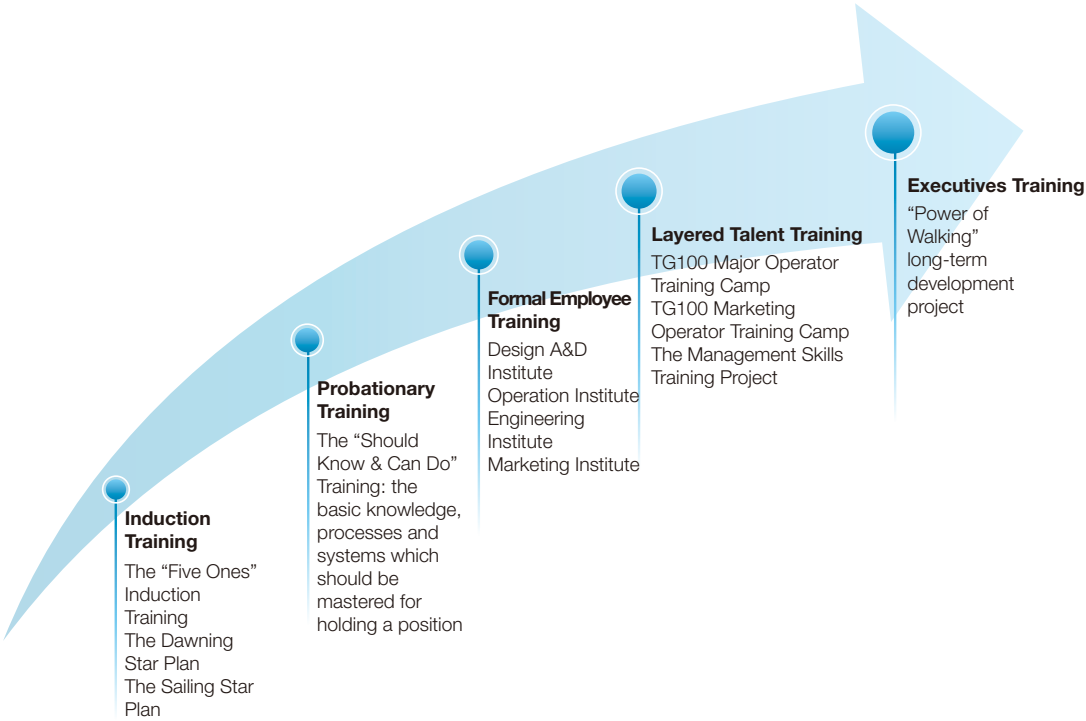 Induction
Training
The “Five Ones”
Induction
Training
The Dawning
Star Plan
The Sailing Star
Plan
Probationary
Training
The “Should
Know & Can Do”
Training: the
basic knowledge,
processes and
systems which
should be
mastered for
holding a position
Formal Employee
Training
Design A&D
Institute
Operation Institute
Engineering
Institute
Marketing Institute
Layered Talent Training
TG100 Major Operator
Training Camp
TG100 Marketing
Operator Training Camp
The Management Skills
Training Project
Executives Training
“Power of
Walking”
long-term
development
project